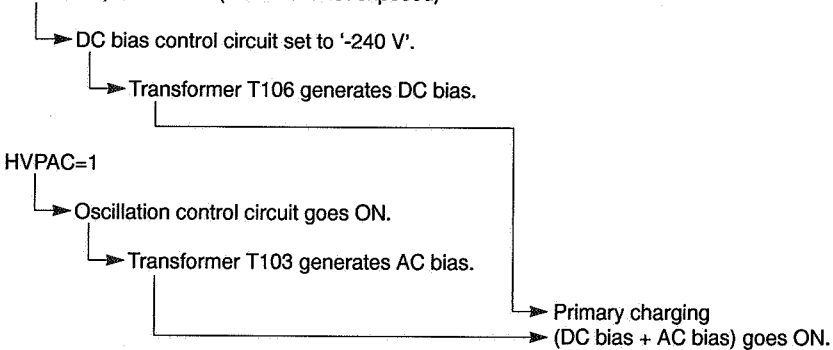 DC bias control circuit set to ‘-240 V’.
Transformer T106 generates DC bias.
HVPAC=1
Oscillation control circuit goes ON.
Transformer T103 generates AC bias.
Primary charging
(DC bias + AC bias) goes ON.